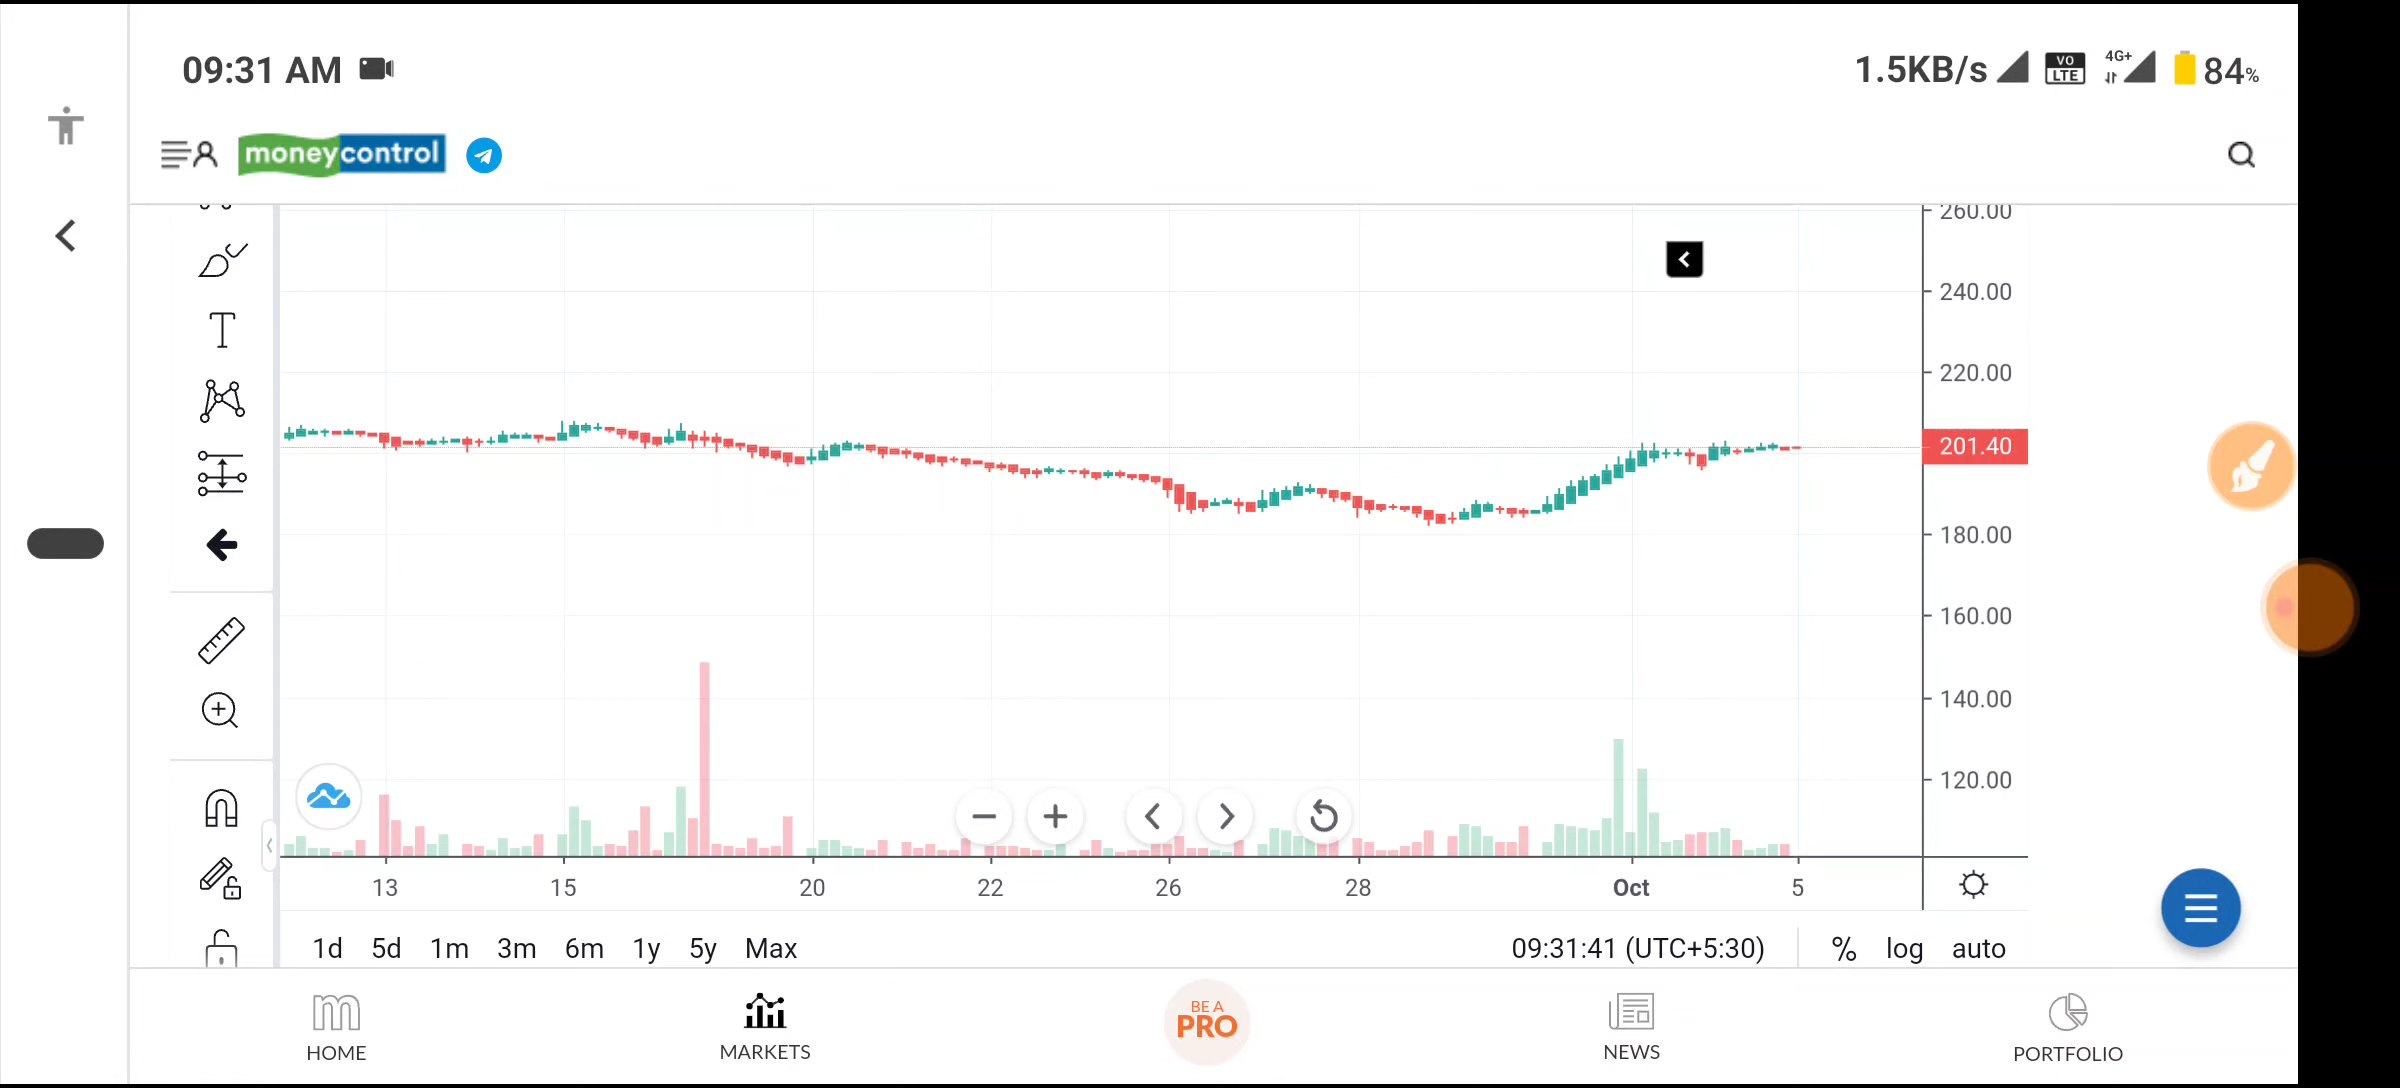 09:31 AM
1.5KB/s VO LTE 4G+ 84%
moneycontrol
260.00
240.00
220.00
201.40
180.00
160.00
140.00
120.00
13 15 20 22 26 28 Oct 5
1d 5d 1m 3m 6m 1y 5y Max 09:31:41 (UTC+5:30) % log auto
BE A
PRO
HOME MARKETS NEWS PORTFOLIO